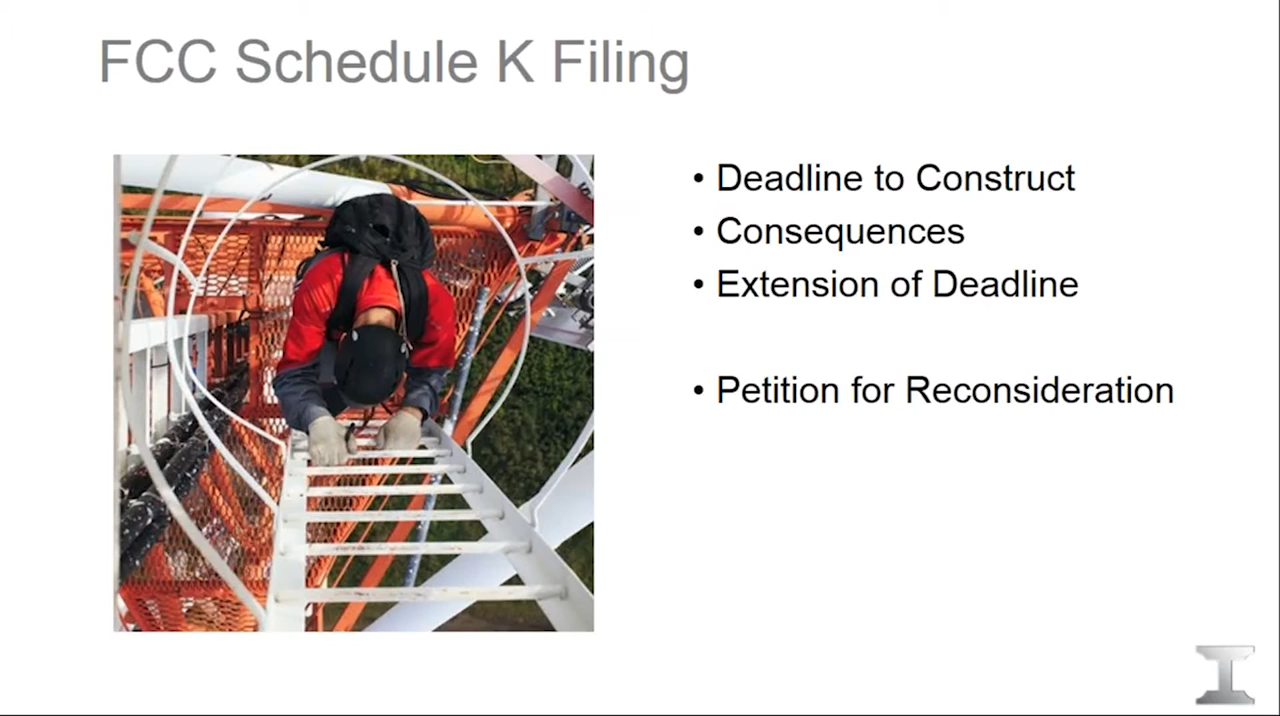 FCC Schedule K Filing
• Deadline to Construct
• Consequences
• Extension of Deadline
• Petition for Reconsideration